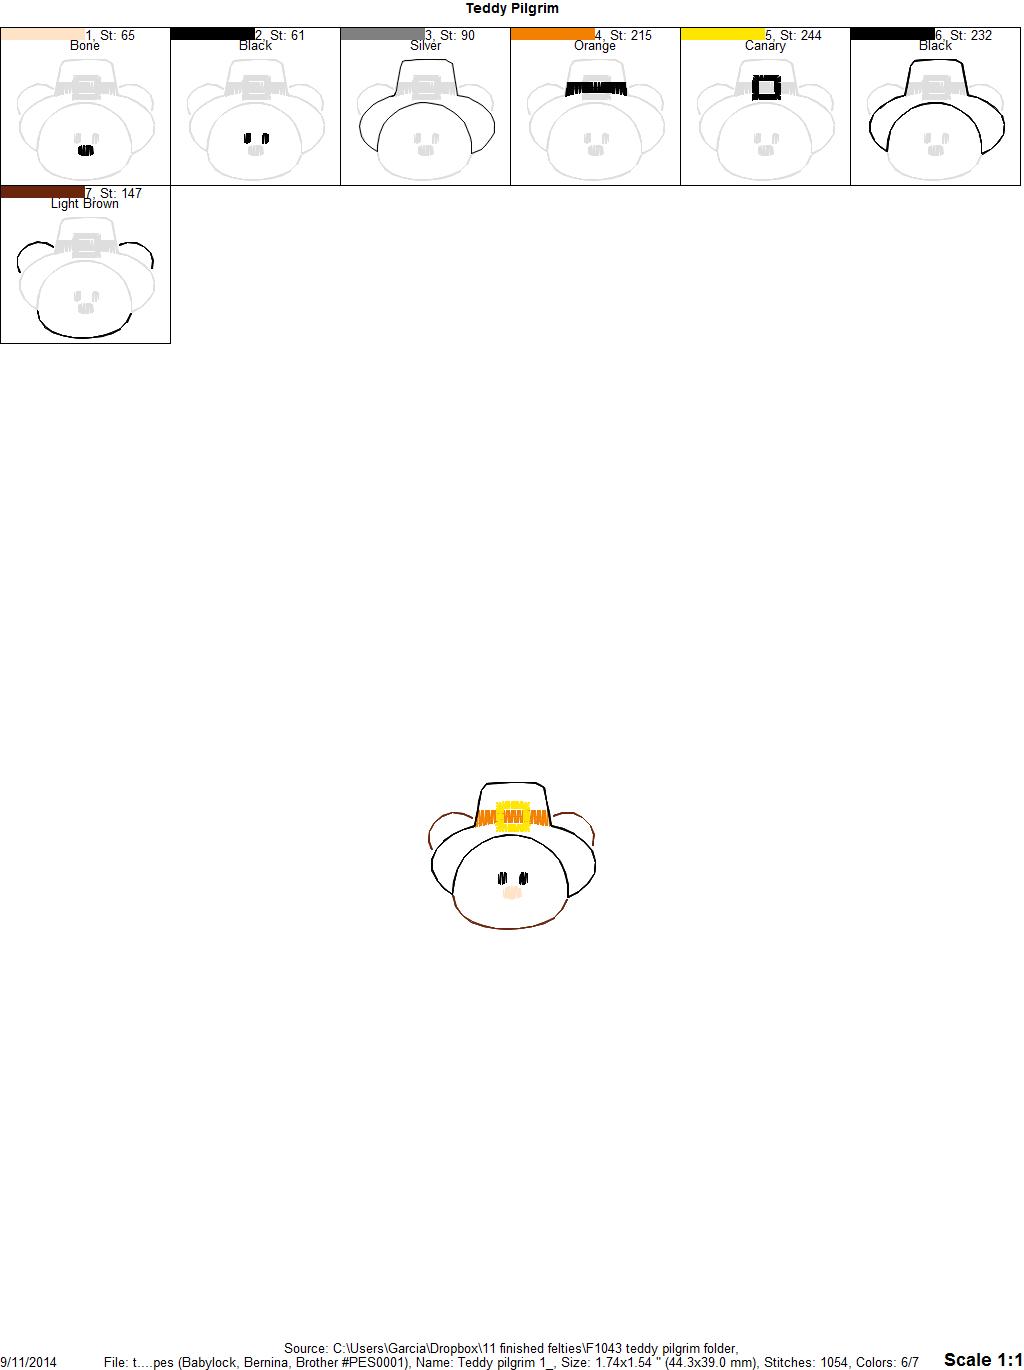 Teddy Pilgrim
1, St: 65
Bone
2, St: 61
Black
3, St: 90
Silver
4, St: 215
Orange
5, St: 244
Canary
6, St: 232
Black
7, St: 147
Light Brown
Source: C:\Users\Garcia\Dropbox\11 finished felties\F1043 teddy pilgrim folder,
9/11/2014 File: t....pes (Babylock, Bernina, Brother #PES0001), Name: Teddy pilgrim 1_, Size: 1.74x1.54 " (44.3x39.0 mm), Stitches: 1054, Colors: 6/7 Scale 1:1